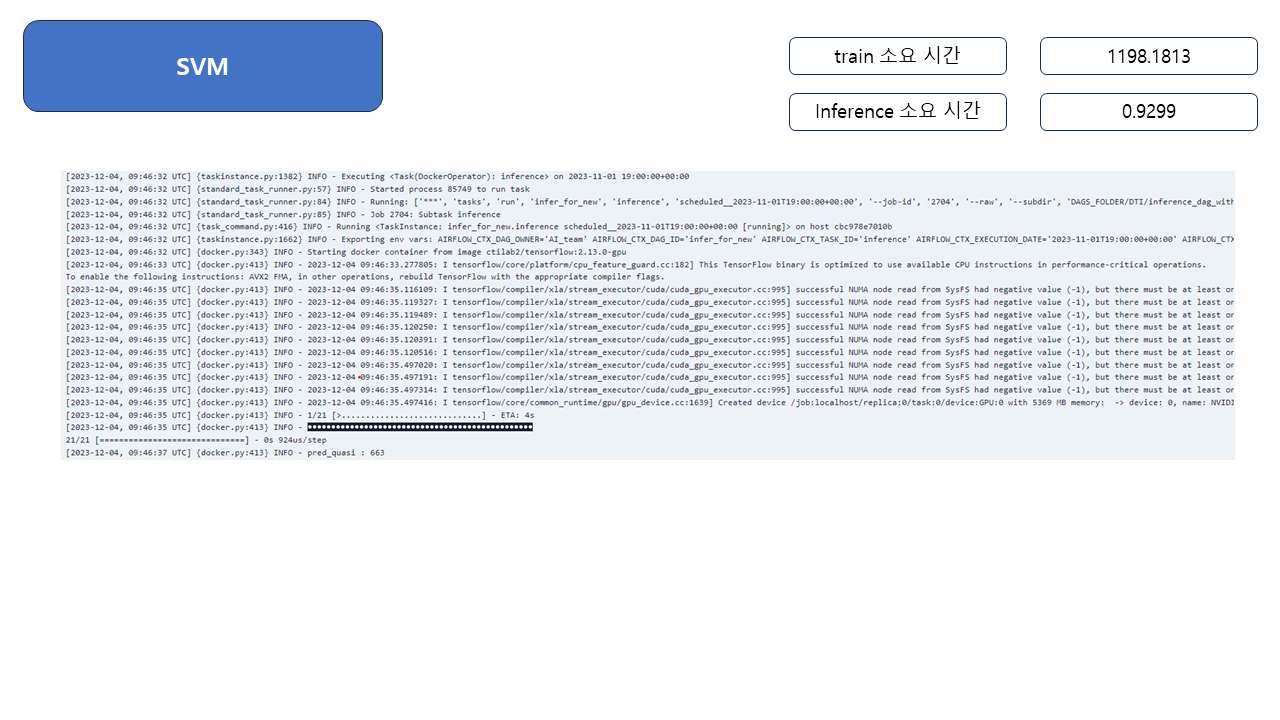 SVM
train 소요 시간
1198.1813
Inference 소요 시간
0.9299
[2023-12-04, 09:46:32 UTC] {taskinstance.py:1382} INFO - Executing <Task(DockerOperator): inference> on 2023-11-01 19:00:00+00:00
[2023-12-04, 09:46:32 UTC] {standard_task_runner.py:57} INFO - Started process 85749 to run task
[2023-12-04, 09:46:32 UTC] {standard_task_runner.py:84} INFO - Running: ['***', 'tasks', 'run', 'infer_for_new', 'inference', 'scheduled__2023-11-01T19:00:00+00:00', '--job-id', '2704', '--raw', '--subdir', 'DAGS_FOLDER/DTI/inference_dag_with
[2023-12-04, 09:46:32 UTC] {standard_task_runner.py:85} INFO - Job 2704: Subtask inference
[2023-12-04, 09:46:32 UTC] {task_command.py:416} INFO - Running <TaskInstance: infer_for_new.inference scheduled__2023-11-01T19:00:00+00:00 [running]> on host cbc978e7010b
[2023-12-04, 09:46:32 UTC] {taskinstance.py:1662} INFO - Exporting env vars: AIRFLOW_CTX_DAG_OWNER='AI_team' AIRFLOW_CTX_DAG_ID='infer_for_new' AIRFLOW_CTX_TASK_ID='inference' AIRFLOW_CTX_EXECUTION_DATE='2023-11-01T19:00:00+00:00' AIRFLOW_CTX
[2023-12-04, 09:46:32 UTC] {docker.py:343} INFO - Starting docker container from image ctilab2/tensorflow:2.13.0-gpu
[2023-12-04, 09:46:33 UTC] {docker.py:413} INFO - 2023-12-04 09:46:33.277805: I tensorflow/core/platform/cpu_feature_guard.cc:182] This TensorFlow binary is optimized to use available CPU instructions in performance-critical operations.
To enable the following instructions: AVX2 FMA, in other operations, rebuild TensorFlow with the appropriate compiler flags.
[2023-12-04, 09:46:35 UTC] {docker.py:413} INFO - 2023-12-04 09:46:35.116109: I tensorflow/compiler/xla/stream_executor/cuda/cuda_gpu_executor.cc:995] successful NUMA node read from SysFS had negative value (-1), but there must be at least on
[2023-12-04, 09:46:35 UTC] {docker.py:413} INFO - 2023-12-04 09:46:35.119327: I tensorflow/compiler/xla/stream_executor/cuda/cuda_gpu_executor.cc:995] successful NUMA node read from SysFS had negative value (-1), but there must be at least on
[2023-12-04, 09:46:35 UTC] {docker.py:413} INFO - 2023-12-04 09:46:35.119489: I tensorflow/compiler/xla/stream_executor/cuda/cuda_gpu_executor.cc:995] successful NUMA node read from SysFS had negative value (-1), but there must be at least on
[2023-12-04, 09:46:35 UTC] {docker.py:413} INFO - 2023-12-04 09:46:35.120250: I tensorflow/compiler/xla/stream_executor/cuda/cuda_gpu_executor.cc:995] successful NUMA node read from SysFS had negative value (-1), but there must be at least on
[2023-12-04, 09:46:35 UTC] {docker.py:413} INFO - 2023-12-04 09:46:35.120391: I tensorflow/compiler/xla/stream_executor/cuda/cuda_gpu_executor.cc:995] successful NUMA node read from SysFS had negative value (-1), but there must be at least on
[2023-12-04, 09:46:35 UTC] {docker.py:413} INFO - 2023-12-04 09:46:35.120516: I tensorflow/compiler/xla/stream_executor/cuda/cuda_gpu_executor.cc:995] successful NUMA node read from SysFS had negative value (-1), but there must be at least on
[2023-12-04, 09:46:35 UTC] {docker.py:413} INFO - 2023-12-04 09:46:35.497020: I tensorflow/compiler/xla/stream_executor/cuda/cuda_gpu_executor.cc:995] successful NUMA node read from SysFS had negative value (-1), but there must be at least on
[2023-12-04, 09:46:35 UTC] {docker.py:413} INFO - 2023-12-04 09:46:35.497191: I tensorflow/compiler/xla/stream_executor/cuda/cuda_gpu_executor.cc:995] successful NUMA node read from SysFS had negative value (-1), but there must be at least on
[2023-12-04, 09:46:35 UTC] {docker.py:413} INFO - 2023-12-04 09:46:35.497314: I tensorflow/compiler/xla/stream_executor/cuda/cuda_gpu_executor.cc:995] successful NUMA node read from SysFS had negative value (-1), but there must be at least on
[2023-12-04, 09:46:35 UTC] {docker.py:413} INFO - 2023-12-04 09:46:35.497416: I tensorflow/core/common_runtime/gpu/gpu_device.cc:1639] Created device /job:localhost/replica:0/task:0/device:GPU:0 with 5369 MB memory:  -> device: 0, name: NVIDI
[2023-12-04, 09:46:35 UTC] {docker.py:413} INFO - 1/21 [>.............................] - ETA: 4s
[2023-12-04, 09:46:35 UTC] {docker.py:413} INFO -
21/21 [==============================] - 0s 924us/step
[2023-12-04, 09:46:37 UTC] {docker.py:413} INFO - pred_quasi : 663